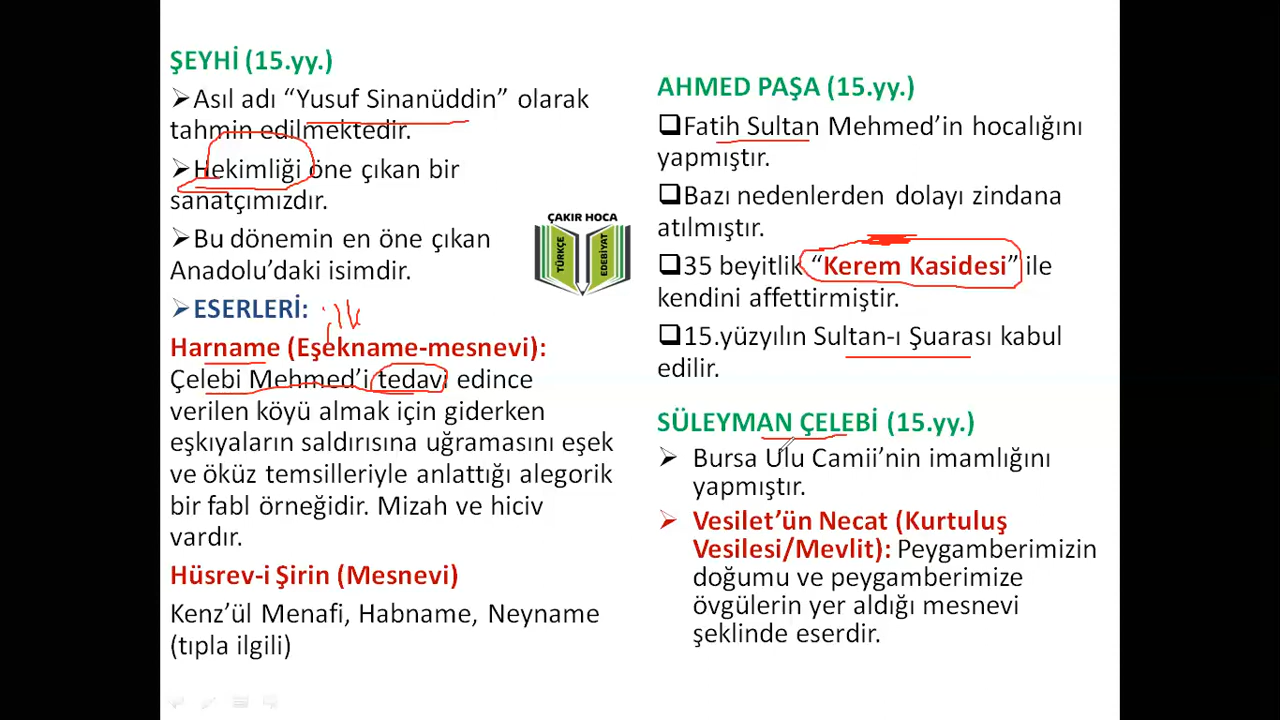 ŞEYHİ (15.yy.)
➢Asıl adı “Yusuf Sinanüddin” olarak
tahmin edilmektedir.
➢Hekimliği öne çıkan bir
sanatçımızdır.
➢Bu dönemin en öne çıkan
Anadolu’daki isimdir.
➢ESERLERİ:
ilk
Harname (Eşekname-mesnevi):
Çelebi Mehmed’i tedavi edince
verilen köyü almak için giderken
eşkıyaların saldırısına uğramasını eşek
ve öküz temsilleriyle anlattığı alegorik
bir fabl örneğidir. Mizah ve hiciv
vardır.
Hüsrev-i Şirin (Mesnevi)
Kenz’ül Menafi, Habname, Neyname
(tıpla ilgili)
ÇAKIR HOCA
TÜRKÇE
EDEBİYAT
AHMED PAŞA (15.yy.)
❑Fatih Sultan Mehmed’in hocalığını
yapmıştır.
❑Bazı nedenlerden dolayı zindana
atılmıştır.
❑35 beyitlik “Kerem Kasidesi” ile
kendini affettirmiştir.
❑15.yüzyılın Sultan-ı Şuarası kabul
edilir.
SÜLEYMAN ÇELEBİ (15.yy.)
➢ Bursa Ulu Camii’nin imamlığını
yapmıştır.
➢ Vesilet’ün Necat (Kurtuluş
Vesilesi/Mevlit): Peygamberimizin
doğumu ve peygamberimize
övgülerin yer aldığı mesnevi
şeklinde eserdir.